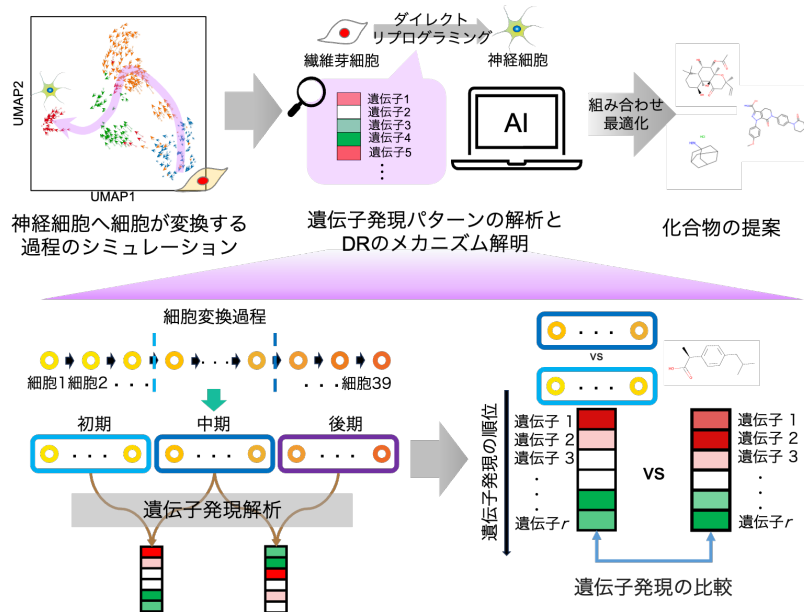 ダイレクト
リプログラミング
繊維芽細胞
神経細胞
UMAP2
UMAP1
遺伝子1
遺伝子2
遺伝子3
遺伝子4
遺伝子5
⋮
AI
組み合わせ
最適化
神経細胞へ細胞が変換する
過程のシミュレーション
遺伝子発現パターンの解析と
DRのメカニズム解明
化合物の提案
細胞変換過程
・・・
細胞1細胞2 ・・・ ・・・ 細胞39
初期
中期
後期
・・・
・・・
・・・
遺伝子発現解析
・・・
vs
・・・
HO
O
遺伝子発現の順位
遺伝子 1
遺伝子 2
遺伝子 3
⋮
遺伝子r
VS
遺伝子 1
遺伝子 2
遺伝子 3
⋮
遺伝子r
遺伝子発現の比較